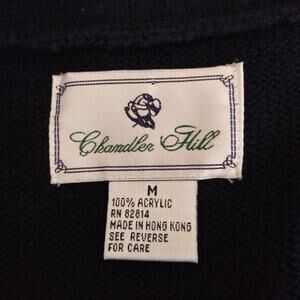 Chandler Hill
M
100% ACRYLIC
RN 82814
MADE IN HONG KONG
SEE REVERSE
FOR CARE